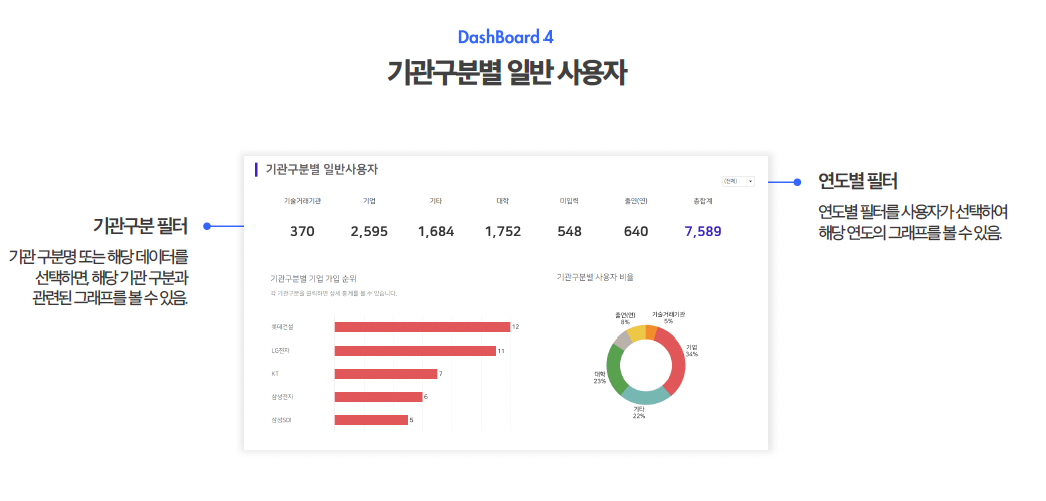 DashBoard 4
기관구분별 일반 사용자
기관구분 필터
기관 구분명 또는 해당 데이터를
선택하면, 해당 기관 구분과
관련된 그래프를 볼 수 있음.
기관구분별 일반사용자
(전체)
기술거래기관 기업 기타 대학 미입력 출연(연) 총합계
370 2,595 1,684 1,752 548 640 7,589
기관구분별 기업 가입 순위
각 기관구분을 클릭하면 상세 통계를 볼 수 있습니다.
롯데건설 12
LG전자 11
KT 7
삼성전자 6
삼성SDI 5
기관구분별 사용자 비율
출연(연)
8%
기술거래기관
5%
기업
34%
대학
23%
기타
22%
연도별 필터
연도별 필터를 사용자가 선택하여
해당 연도의 그래프를 볼 수 있음.